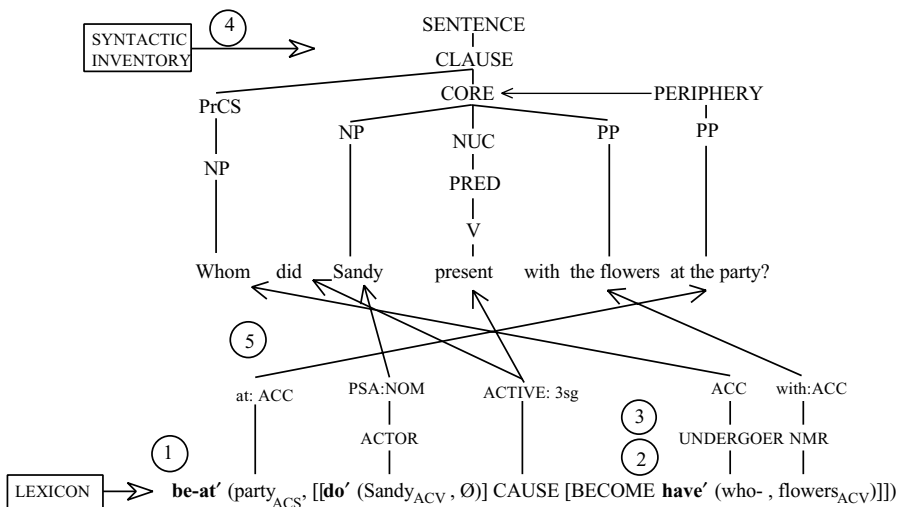 SENTENCE
4
SYNTACTIC
INVENTORY
CLAUSE
PrCS CORE PERIPHERY
NP NP NUC PP PP
PRED
V
Whom did Sandy present with the flowers at the party?
5
at: ACC PSA:NOM ACTIVE: 3sg ACC with:ACC
3
1 ACTOR UNDERGOER NMR
2
LEXICON be-at′ (party_ACS, [[do′ (Sandy_ACV , Ø)] CAUSE [BECOME have′ (who- , flowers_ACV)]])